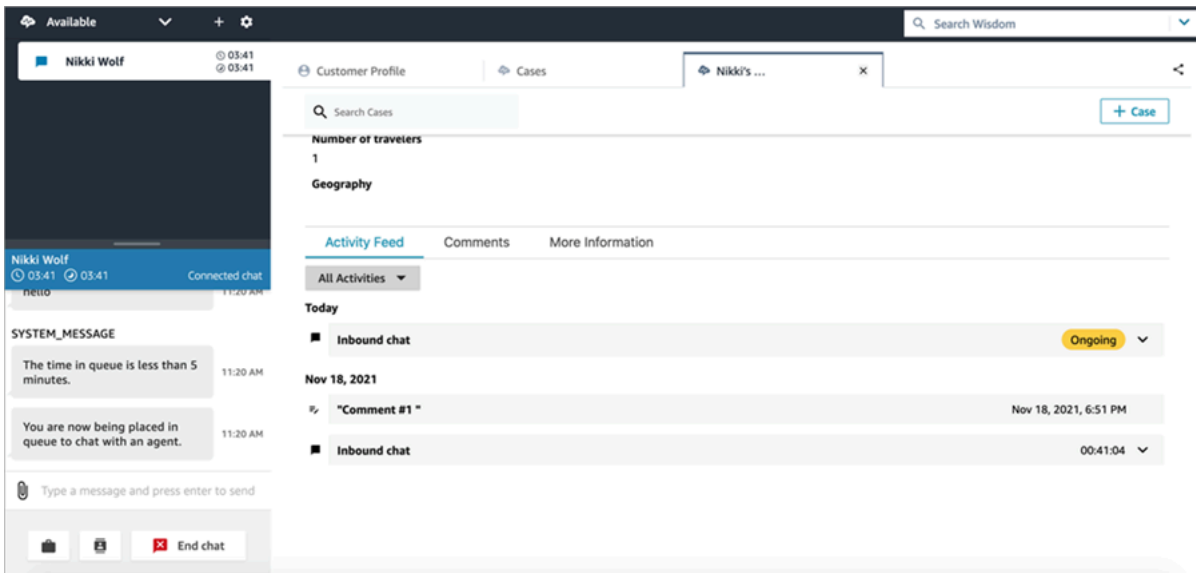 Available
Search Wisdom
Nikki Wolf
03:41
03:41
Customer Profile
Cases
Nikki's ...
Search Cases
+ Case
Number of travelers
1
Geography
Activity Feed
Comments
More Information
All Activities
Today
Inbound chat
Ongoing
Nov 18, 2021
"Comment #1 "
Nov 18, 2021, 6:51 PM
Inbound chat
00:41:04
Nikki Wolf
03:41 03:41
Connected chat
hello
11:20 AM
SYSTEM_MESSAGE
The time in queue is less than 5
minutes.
11:20 AM
You are now being placed in
queue to chat with an agent.
11:20 AM
Type a message and press enter to send
End chat